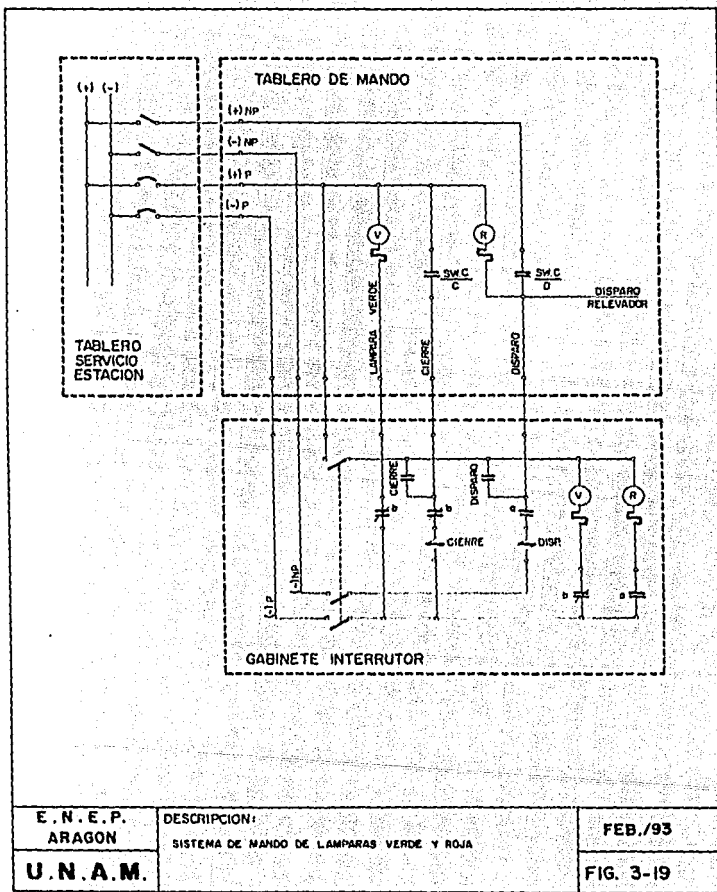 TABLERO DE MANDO
(+) (-)
(+) NP
(-) NP
(+) P
(-) P
V
R
SW.C
C
SW.C
D
DISPARO
RELEVADOR
LAMPARA VERDE
CIERRE
DISPARO
TABLERO
SERVICIO
ESTACION
CIERRE
DISPARO
V
R
b
b
a
CIERRE
DISP.
(-) P
(-) NP
b
a
GABINETE INTERRUTOR
E.N.E.P.
ARAGON
U.N.A.M.
DESCRIPCION:
SISTEMA DE MANDO DE LAMPARAS VERDE Y ROJA
FEB./93
FIG. 3-19